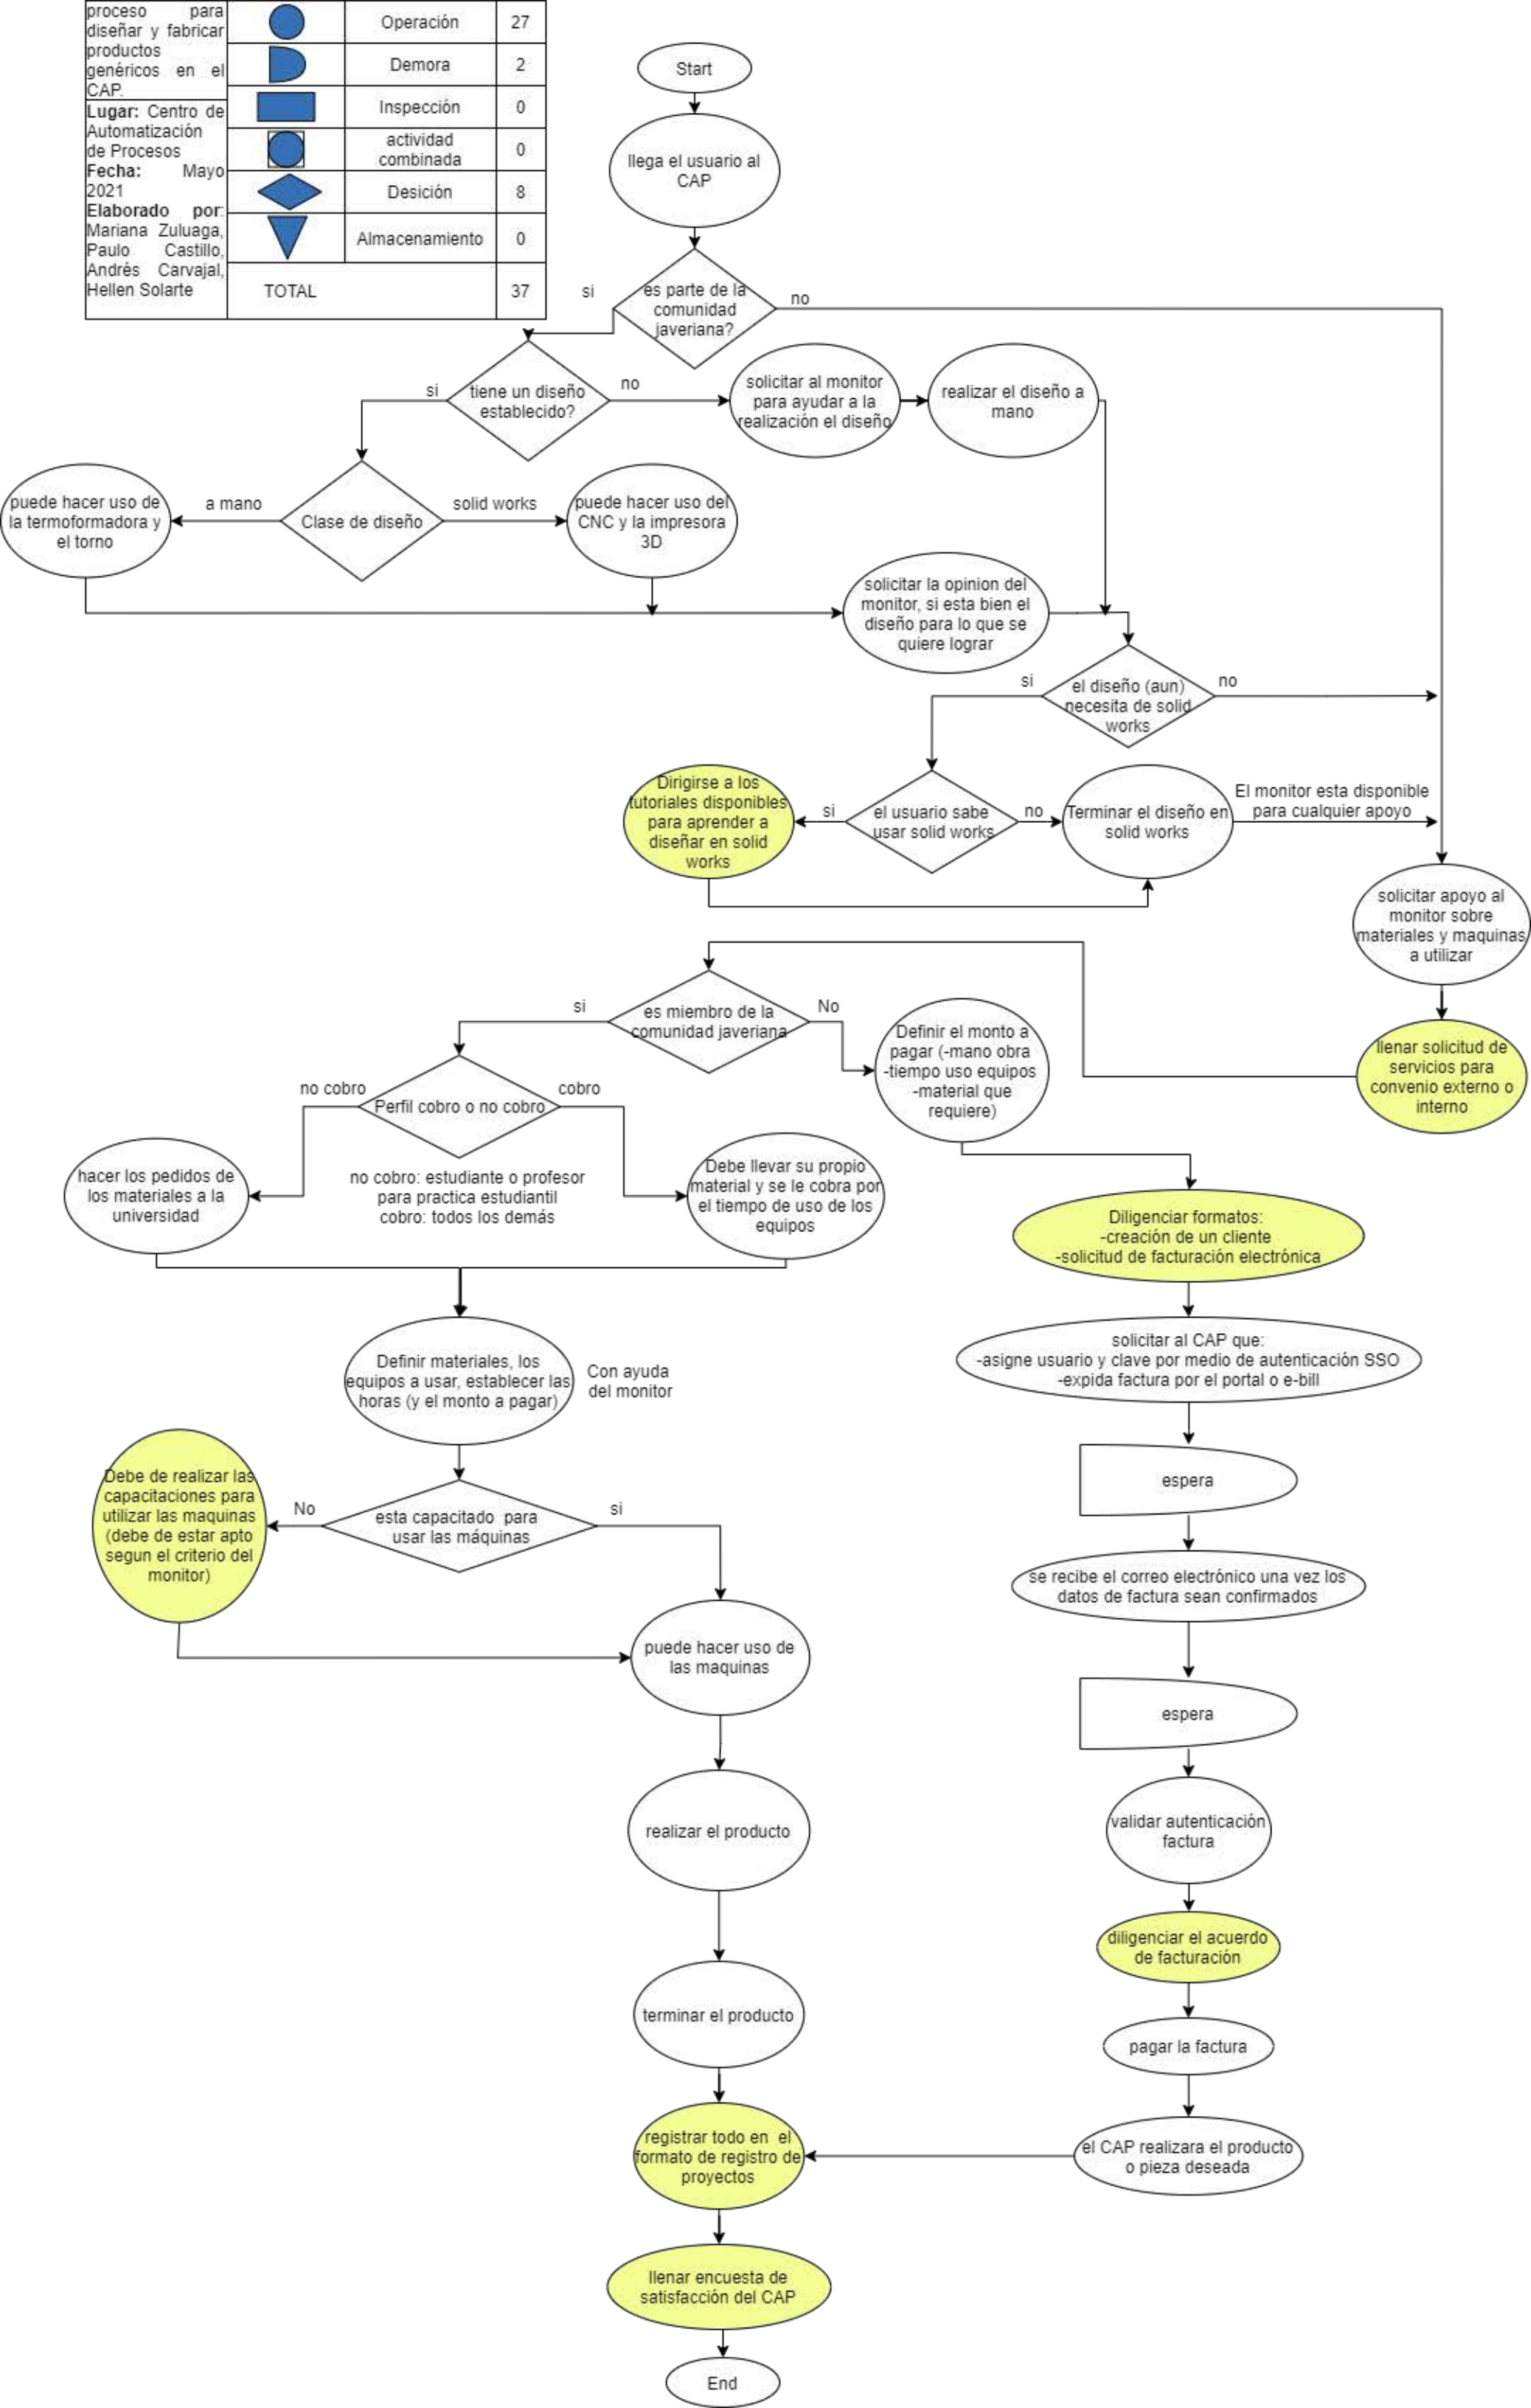 proceso para
diseñar y fabricar
productos
genéricos en el
CAP.
Lugar: Centro de
Automatización
de Procesos
Fecha: Mayo
2021
Elaborado por:
Mariana Zuluaga,
Paulo Castillo,
Andrés Carvajal,
Hellen Solarte
Operación 27
Demora 2
Inspección 0
actividad
combinada 0
Desición 8
Almacenamiento 0
TOTAL 37
Start
llega el usuario al
CAP
es parte de la
comunidad
javeriana?
si
no
tiene un diseño
establecido?
si
no
solicitar al monitor
para ayudar a la
realización el diseño
realizar el diseño a
mano
puede hacer uso de
la termoformadora y
el torno
a mano
Clase de diseño
solid works
puede hacer uso del
CNC y la impresora
3D
solicitar la opinion del
monitor, si esta bien el
diseño para lo que se
quiere lograr
si
el diseño (aun)
necesita de solid
works
no
Dirigirse a los
tutoriales disponibles
para aprender a
diseñar en solid
works
si
el usuario sabe
usar solid works
no
Terminar el diseño en
solid works
El monitor esta disponible
para cualquier apoyo
solicitar apoyo al
monitor sobre
materiales y maquinas
a utilizar
llenar solicitud de
servicios para
convenio externo o
interno
si
es miembro de la
comunidad javeriana
No
Definir el monto a
pagar (-mano obra
-tiempo uso equipos
-material que
requiere)
no cobro
Perfil cobro o no cobro
cobro
hacer los pedidos de
los materiales a la
universidad
no cobro: estudiante o profesor
para practica estudiantil
cobro: todos los demás
Debe llevar su propio
material y se le cobra por
el tiempo de uso de los
equipos
Diligenciar formatos:
-creación de un cliente
-solicitud de facturación electrónica
solicitar al CAP que:
-asigne usuario y clave por medio de autenticación SSO
-expida factura por el portal o e-bill
Definir materiales, los
equipos a usar, establecer las
horas (y el monto a pagar)
Con ayuda
del monitor
espera
Debe de realizar las
capacitaciones para
utilizar las maquinas
(debe de estar apto
segun el criterio del
monitor)
No
esta capacitado para
usar las máquinas
si
se recibe el correo electrónico una vez los
datos de factura sean confirmados
puede hacer uso de
las maquinas
espera
realizar el producto
validar autenticación
factura
diligenciar el acuerdo
de facturación
terminar el producto
pagar la factura
registrar todo en el
formato de registro de
proyectos
el CAP realizara el producto
o pieza deseada
llenar encuesta de
satisfacción del CAP
End